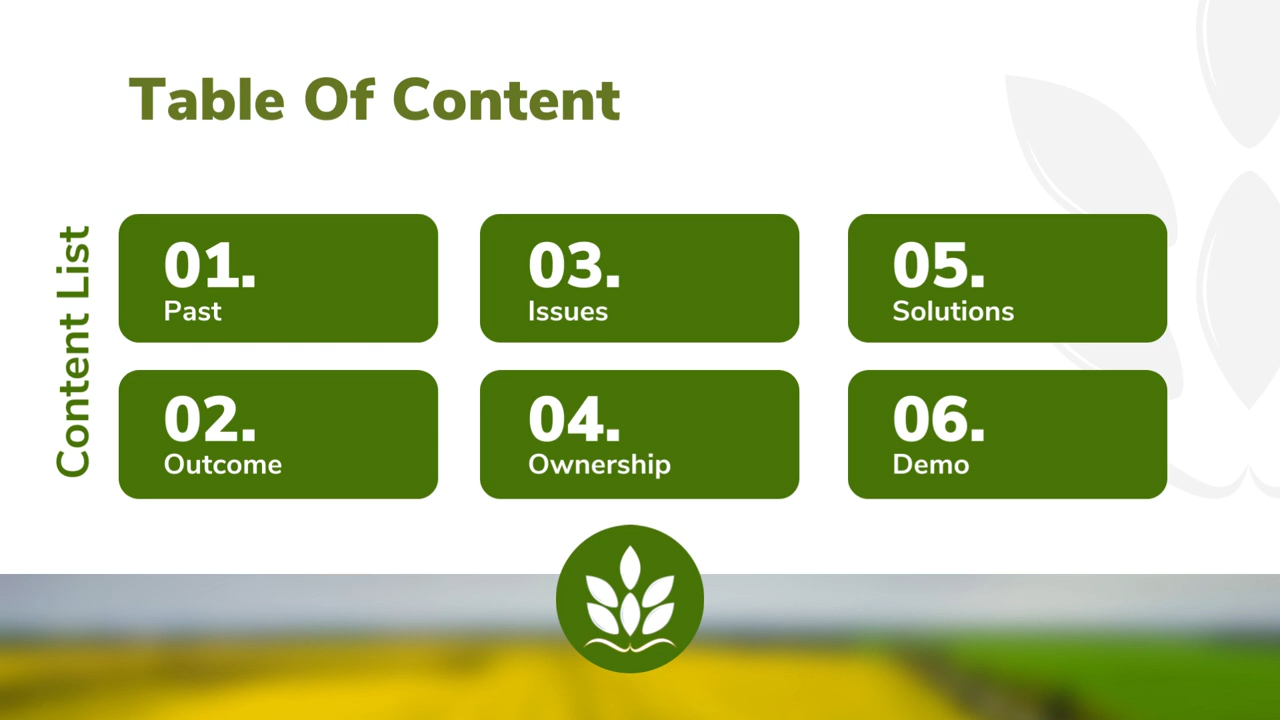 Table Of Content
Content List
01.
Past
02.
Outcome
03.
Issues
04.
Ownership
05.
Solutions
06.
Demo